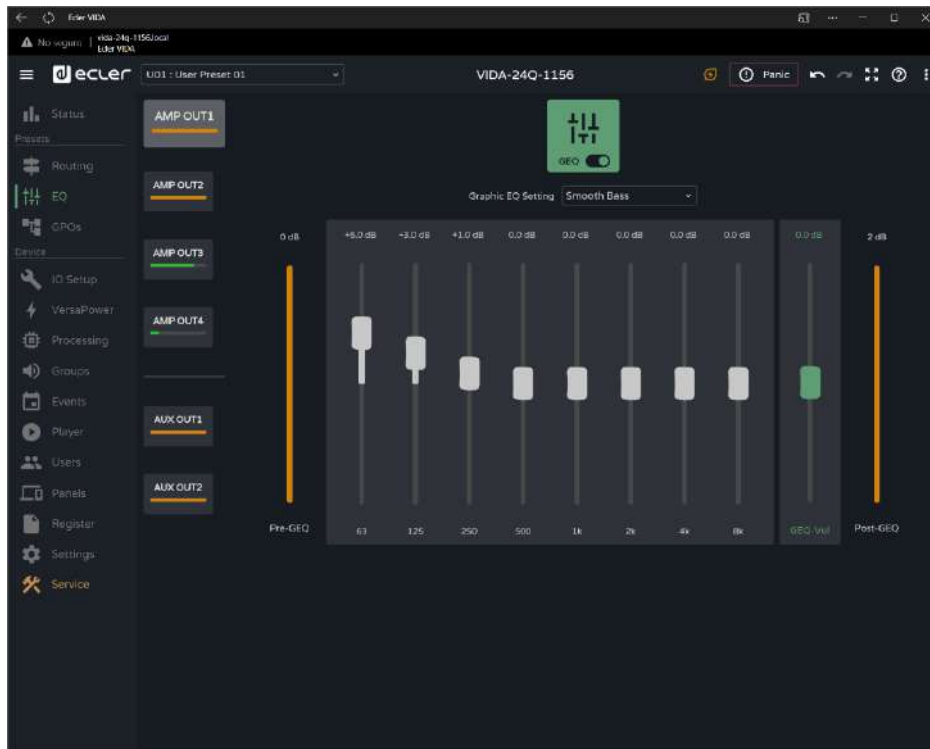 Ecler VIDA
No seguro
vida-24q-1156.local
Ecler VIDA
ecler
U01 : User Preset 01
VIDA-24Q-1156
Panic
Status
Presets
Routing
EQ
GPOs
Device
IO Setup
VersaPower
Processing
Groups
Events
Player
Users
Panels
Register
Settings
Service
AMP OUT1
AMP OUT2
AMP OUT3
AMP OUT4
AUX OUT1
AUX OUT2
GEQ
Graphic EQ Setting Smooth Bass
0 dB +5.0 dB +3.0 dB +1.0 dB 0.0 dB 0.0 dB 0.0 dB 0.0 dB 0.0 dB 0.0 dB 2 dB
Pre-GEQ 63 125 250 500 1k 2k 4k 8k GEQ-Vol Post-GEQ